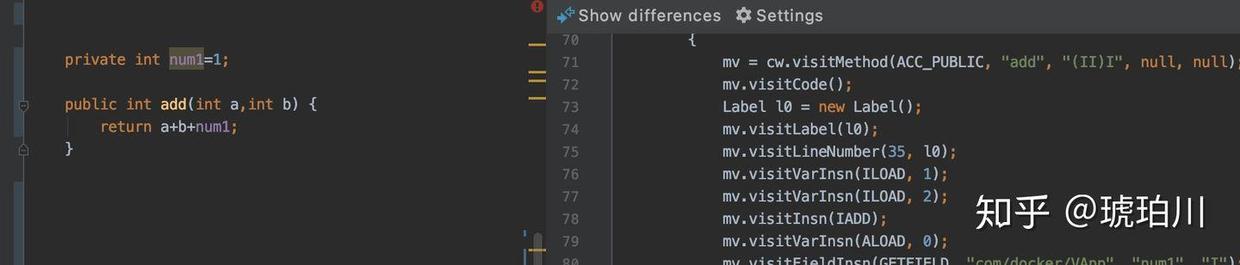 private int num1=1;
public int add(int a,int b) {
return a+b+num1;
}
Show differences Settings
70 {
71 mv = cw.visitMethod(ACC_PUBLIC, "add", "(II)I", null, null);
72 mv.visitCode();
73 Label l0 = new Label();
74 mv.visitLabel(l0);
75 mv.visitLineNumber(35, l0);
76 mv.visitVarInsn(ILOAD, 1);
77 mv.visitVarInsn(ILOAD, 2);
78 mv.visitInsn(IADD);
79 mv.visitVarInsn(ALOAD, 0);
80 mv.visitFieldInsn(GETFIELD, "com/docker/VApp", "num1", "I");
知乎 @琥珀川